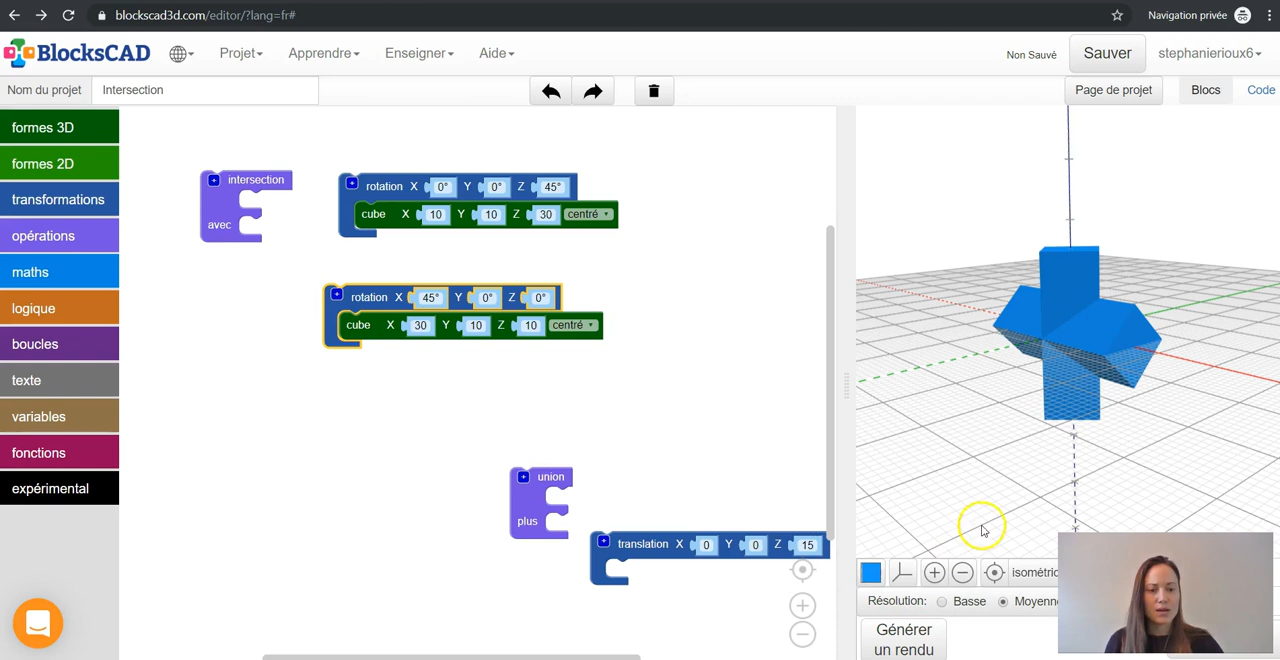 blockscad3d.com/editor/?lang=fr#
Navigation privée
BlocksCAD
Projet
Apprendre
Enseigner
Aide
Non Sauvé
Sauver
stephanierioux6
Nom du projet
Intersection
Page de projet
Blocs
Code
formes 3D
formes 2D
transformations
opérations
maths
logique
boucles
texte
variables
fonctions
expérimental
intersection
avec
rotation X 0° Y 0° Z 45°
cube X 10 Y 10 Z 30 centré
rotation X 45° Y 0° Z 0°
cube X 30 Y 10 Z 10 centré
union
plus
translation X 0 Y 0 Z 15
isométri
Résolution: Basse Moyenne
Générer
un rendu